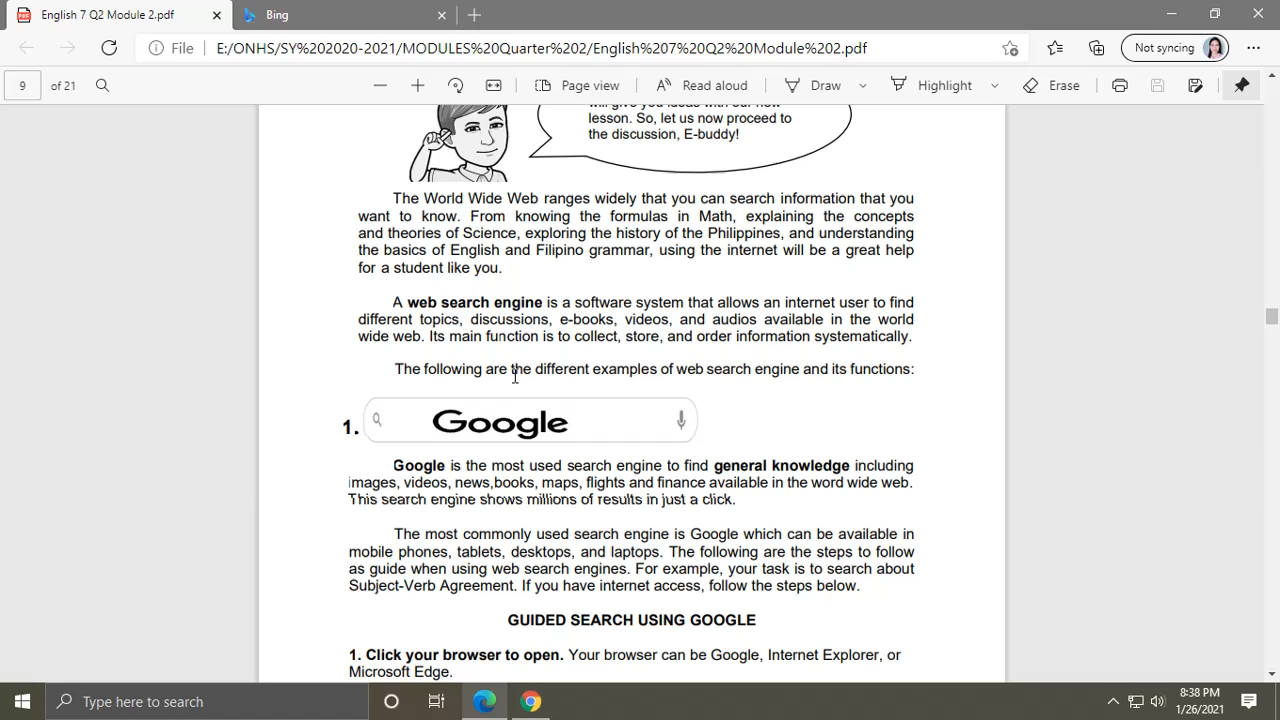 English 7 Q2 Module 2.pdf
Bing
File
E:/ONHS/SY%202020-2021/MODULES%20Quarter%202/English%207%20Q2%20Module%202.pdf
Not syncing
9 of 21
Page view
Read aloud
Draw
Highlight
Erase
will give you ideas with our new
lesson. So, let us now proceed to
the discussion, E-buddy!
The World Wide Web ranges widely that you can search information that you
want to know. From knowing the formulas in Math, explaining the concepts
and theories of Science, exploring the history of the Philippines, and understanding
the basics of English and Filipino grammar, using the internet will be a great help
for a student like you.
A web search engine is a software system that allows an internet user to find
different topics, discussions, e-books, videos, and audios available in the world
wide web. Its main function is to collect, store, and order information systematically.
The following are the different examples of web search engine and its functions:
1. Google
Google is the most used search engine to find general knowledge including
images, videos, news,books, maps, flights and finance available in the word wide web.
This search engine shows millions of results in just a click.
The most commonly used search engine is Google which can be available in
mobile phones, tablets, desktops, and laptops. The following are the steps to follow
as guide when using web search engines. For example, your task is to search about
Subject-Verb Agreement. If you have internet access, follow the steps below.
GUIDED SEARCH USING GOOGLE
1. Click your browser to open. Your browser can be Google, Internet Explorer, or
Microsoft Edge.
Type here to search
8:38 PM
1/26/2021